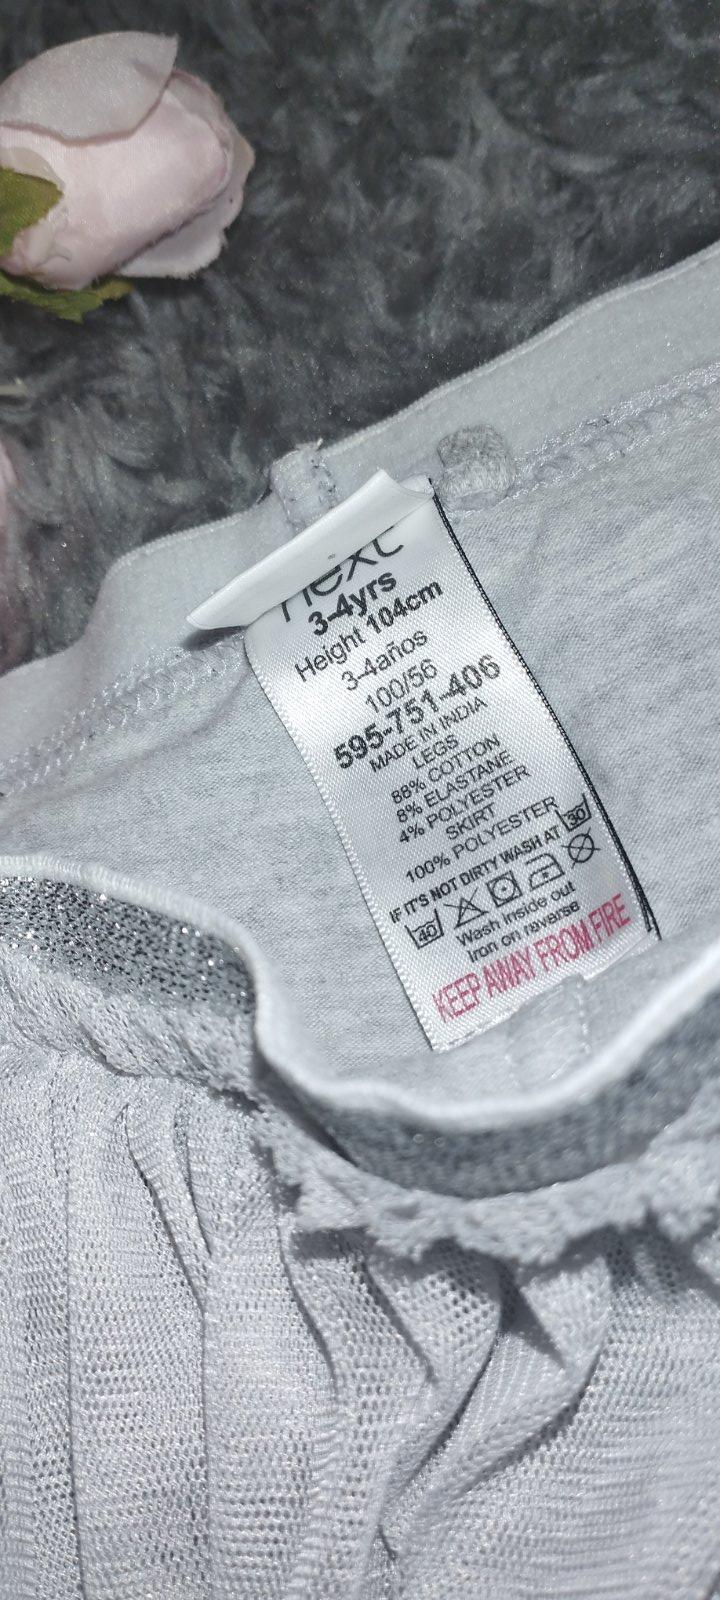 next
3-4yrs
Height 104cm
3-4años
100/56
595-751-406
MADE IN INDIA
LEGS
88% COTTON
8% ELASTANE
4% POLYESTER
SKIRT
100% POLYESTER
IF IT'S NOT DIRTY WASH AT 30
40
Wash inside out
Iron on reverse
KEEP AWAY FROM FIRE